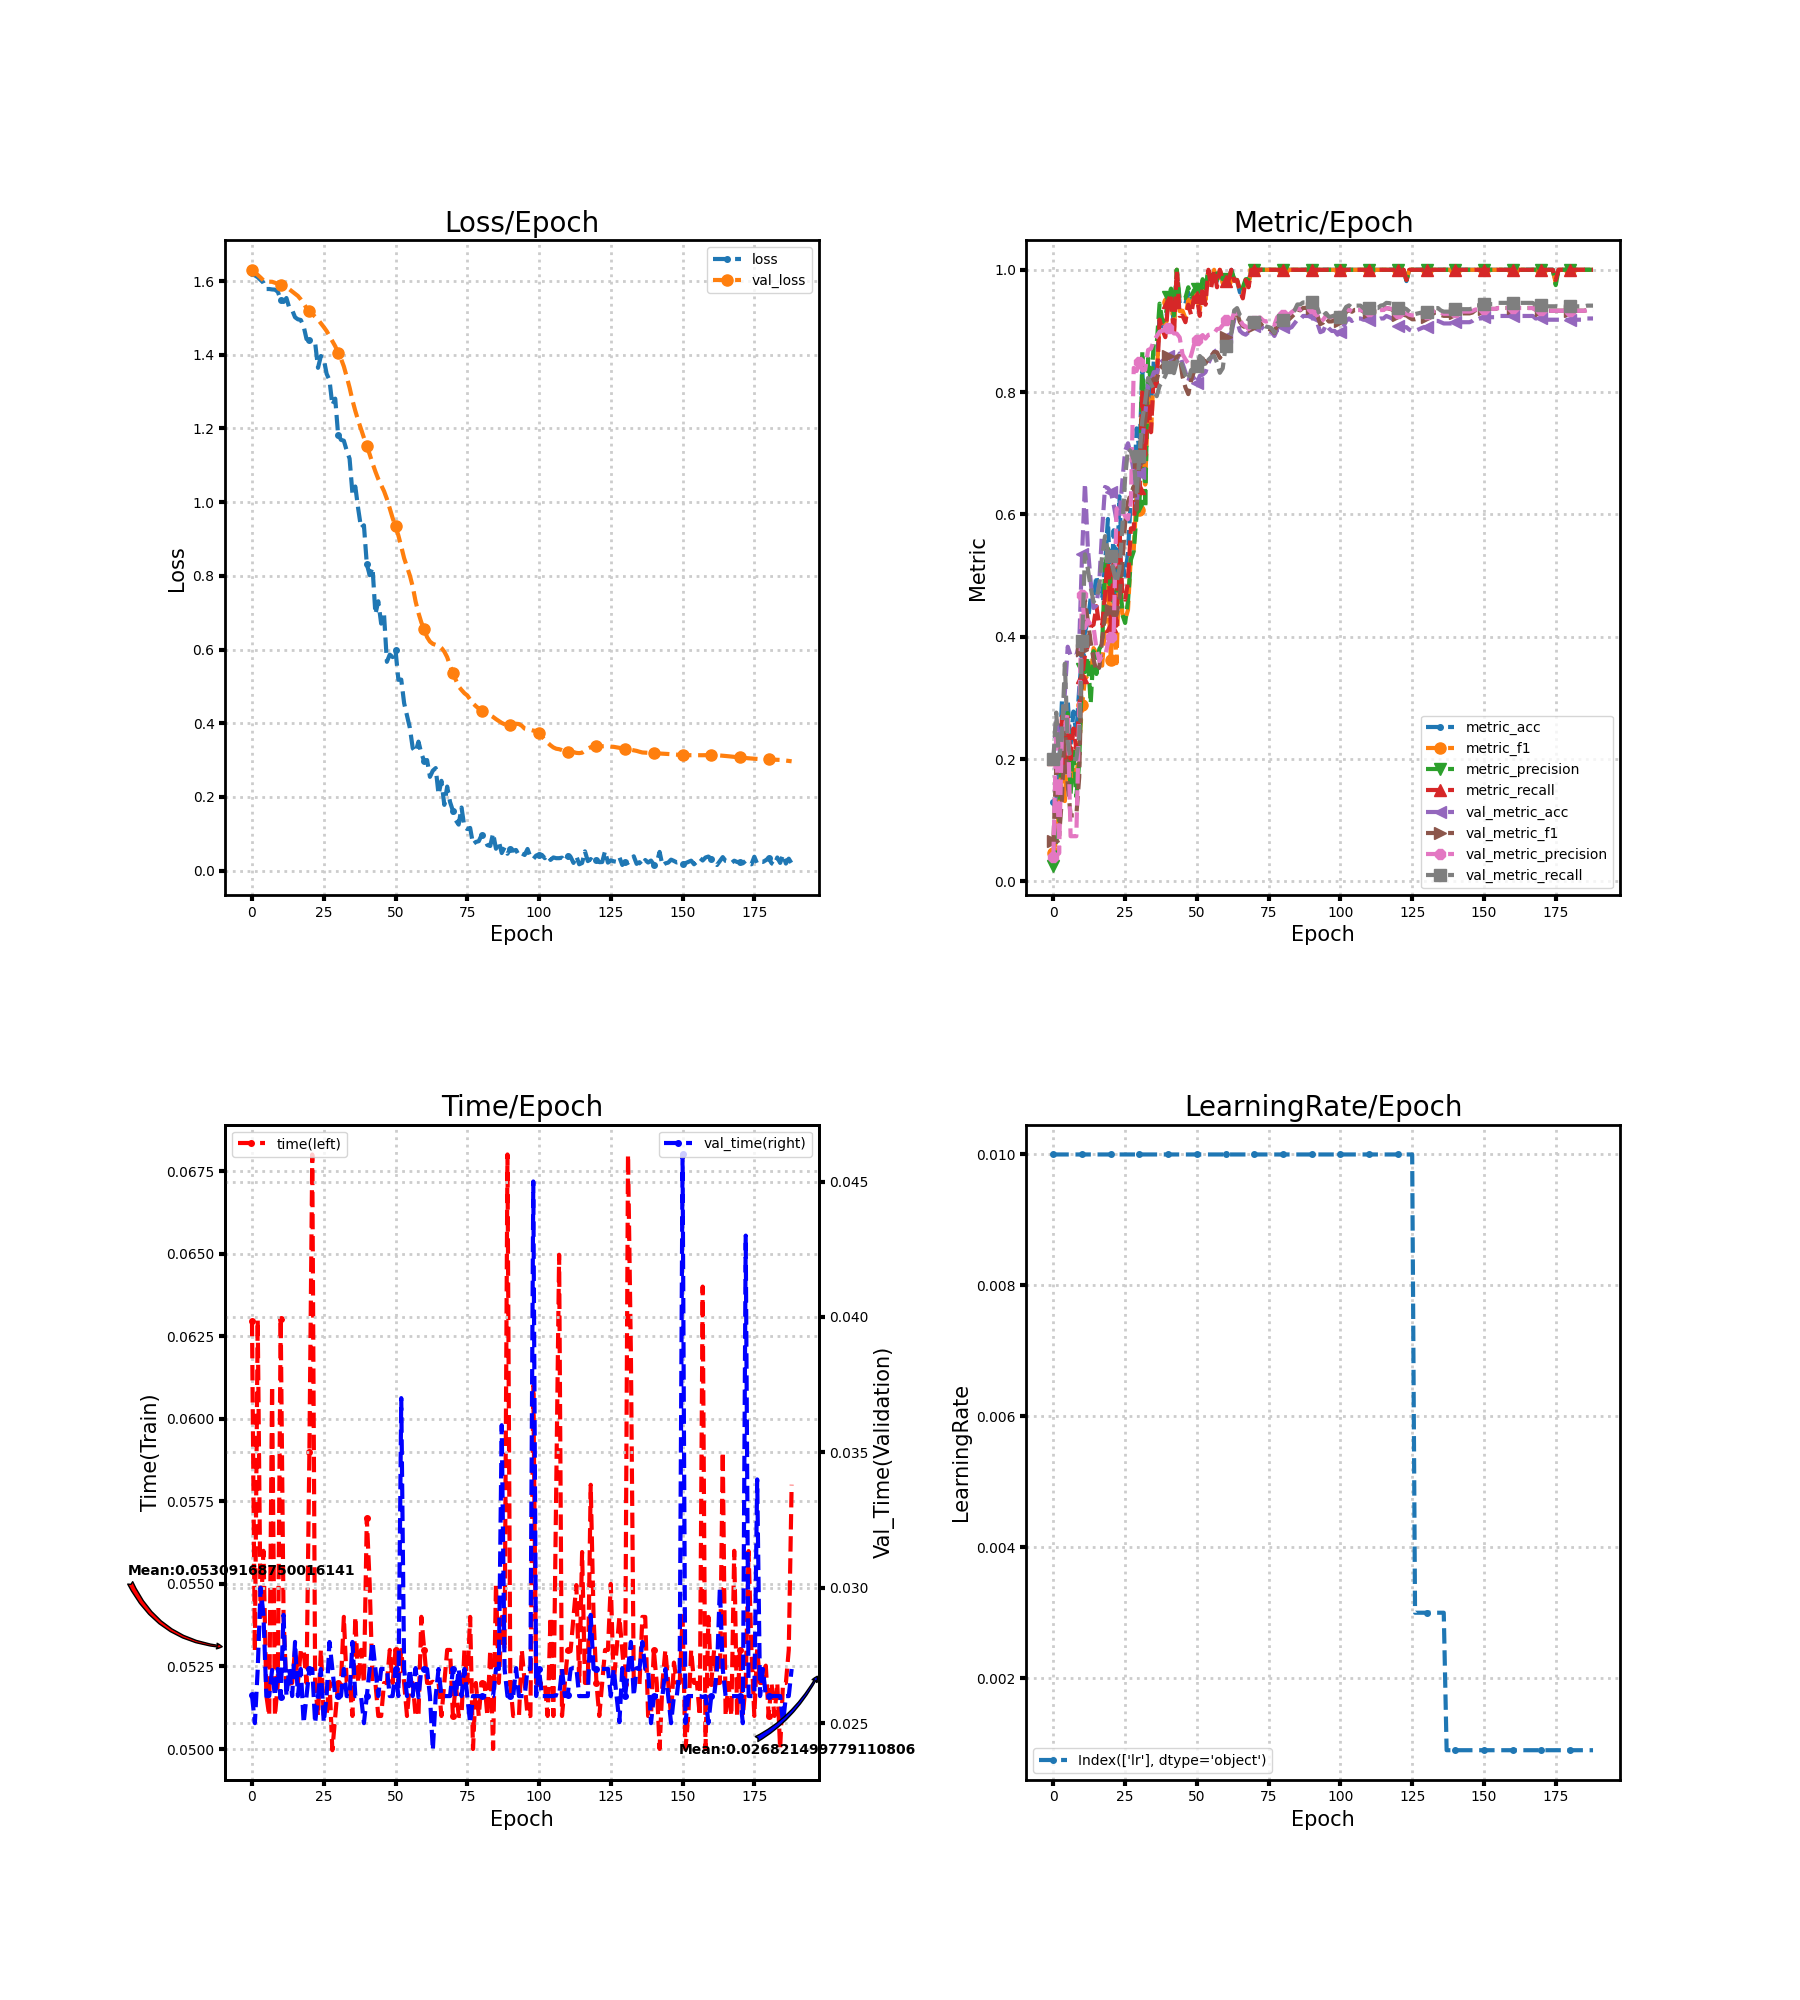 Loss/Epoch
loss
val_loss
1.6
1.4
1.2
1.0
0.8
0.6
0.4
0.2
0.0
Loss
0 25 50 75 100 125 150 175
Epoch
Metric/Epoch
1.0
0.8
0.6
0.4
0.2
0.0
Metric
metric_acc
metric_f1
metric_precision
metric_recall
val_metric_acc
val_metric_f1
val_metric_precision
val_metric_recall
0 25 50 75 100 125 150 175
Epoch
Time/Epoch
time(left)
val_time(right)
0.0675
0.0650
0.0625
0.0600
0.0575
0.0550
0.0525
0.0500
Time(Train)
Mean:0.05309168750016141
0.045
0.040
0.035
0.030
0.025
Val_Time(Validation)
Mean:0.026821499779110806
0 25 50 75 100 125 150 175
Epoch
LearningRate/Epoch
0.010
0.008
0.006
0.004
0.002
LearningRate
Index(['lr'], dtype='object')
0 25 50 75 100 125 150 175
Epoch